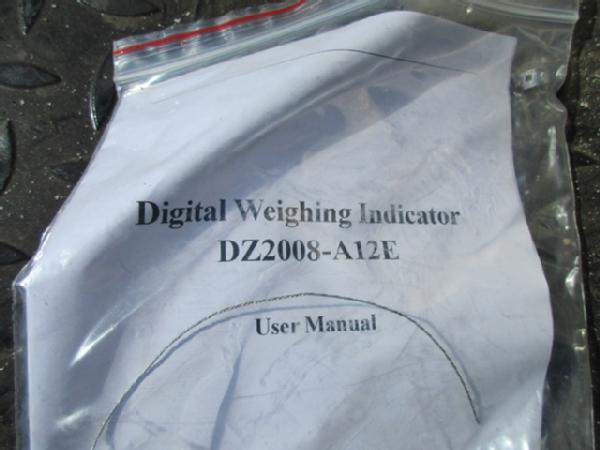 Digital Weighing Indicator
DZ2008-A12E
User Manual